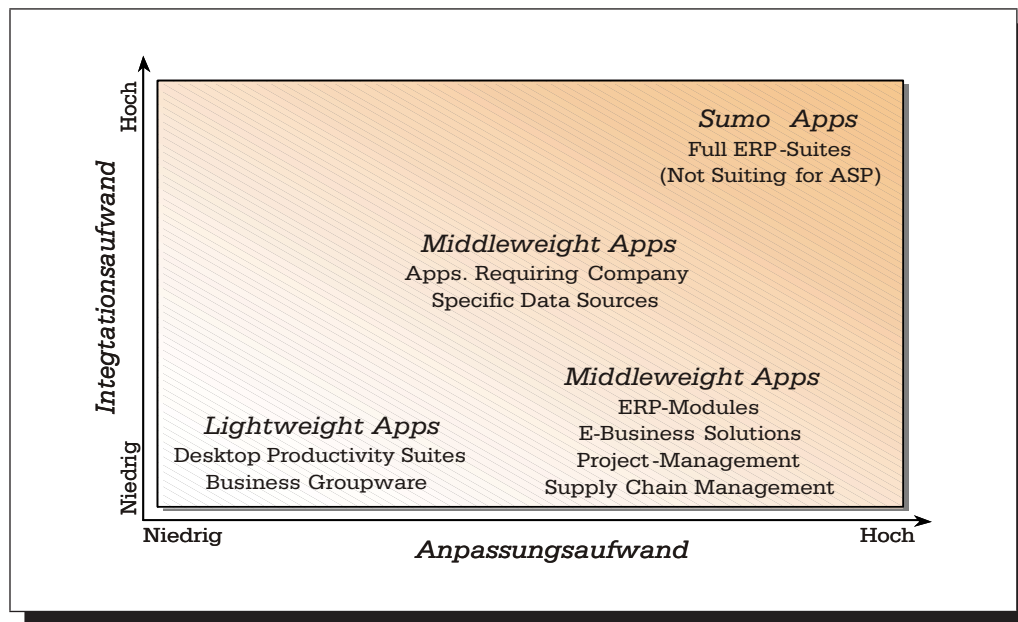 Hoch
Integtationsaufwand
Niedrig
Sumo Apps
Full ERP-Suites
(Not Suiting for ASP)
Middleweight Apps
Apps. Requiring Company
Specific Data Sources
Middleweight Apps
ERP-Modules
E-Business Solutions
Project-Management
Supply Chain Management
Lightweight Apps
Desktop Productivity Suites
Business Groupware
Niedrig
Hoch
Anpassungsaufwand